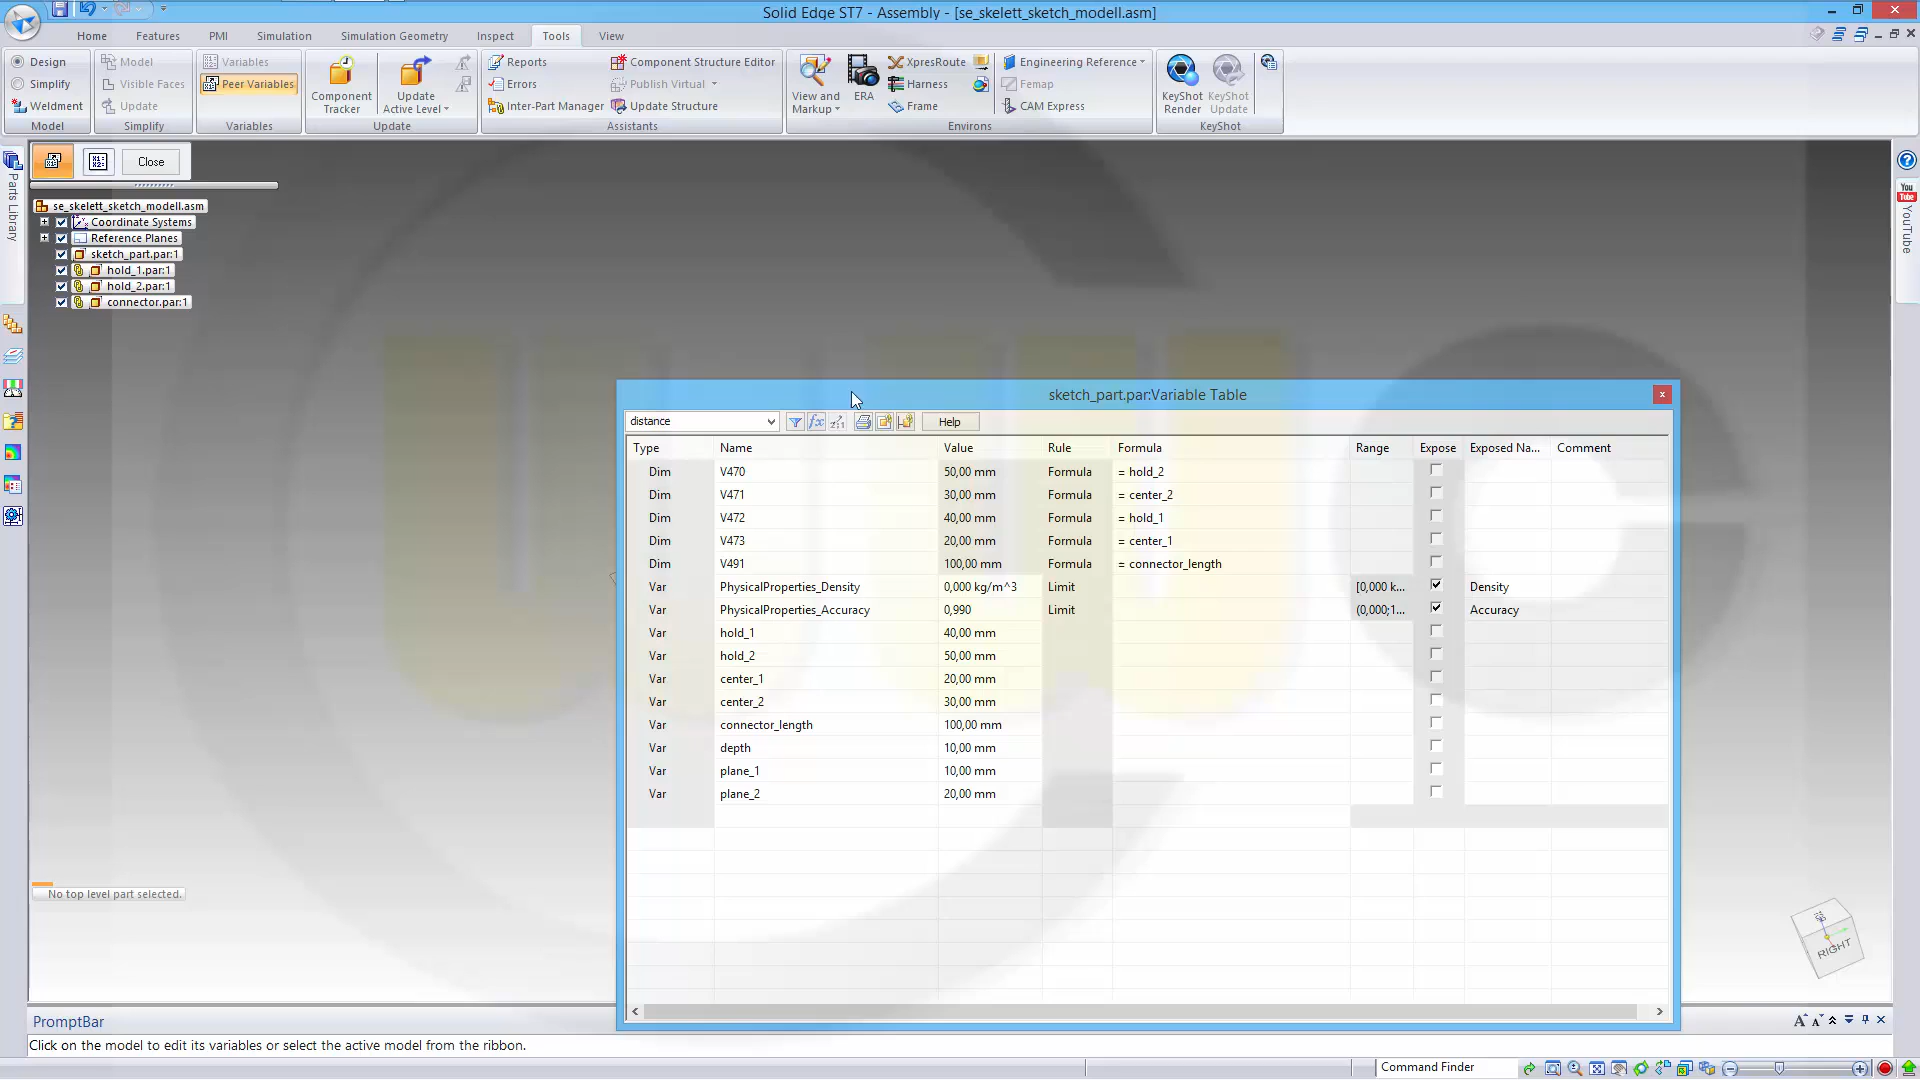 Solid Edge ST7 - Assembly - [se_skelett_sketch_modell.asm]
Home Features PMI Simulation Simulation Geometry Inspect Tools View
Design Model Variables Reports Component Structure Editor XpresRoute Engineering Reference
Simplify Visible Faces Peer Variables Errors Publish Virtual Harness Femap
Weldment Update Inter-Part Manager Update Structure Frame CAM Express
Component Tracker
Update Active Level
View and Markup
ERA
KeyShot Render
KeyShot Update
Model Simplify Variables Update Assistants Environs KeyShot
Close
Parts Library
YouTube
You Tube
se_skelett_sketch_modell.asm
Coordinate Systems
Reference Planes
sketch_part.par:1
hold_1.par:1
hold_2.par:1
connector.par:1
No top level part selected.
sketch_part.par:Variable Table
distance Help
Type Name Value Rule Formula Range Expose Exposed Na... Comment
Dim V470 50,00 mm Formula = hold_2
Dim V471 30,00 mm Formula = center_2
Dim V472 40,00 mm Formula = hold_1
Dim V473 20,00 mm Formula = center_1
Dim V491 100,00 mm Formula = connector_length
Var PhysicalProperties_Density 0,000 kg/m^3 Limit [0,000 k... Density
Var PhysicalProperties_Accuracy 0,990 Limit (0,000;1... Accuracy
Var hold_1 40,00 mm
Var hold_2 50,00 mm
Var center_1 20,00 mm
Var center_2 30,00 mm
Var connector_length 100,00 mm
Var depth 10,00 mm
Var plane_1 10,00 mm
Var plane_2 20,00 mm
RIGHT
PromptBar
Click on the model to edit its variables or select the active model from the ribbon.
Command Finder